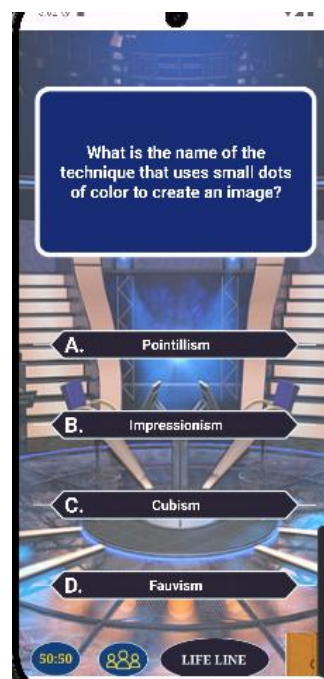 What is the name of the
technique that uses small dots
of color to create an image?
A. Pointillism
B. Impressionism
C. Cubism
D. Fauvism
50:50
LIFE LINE